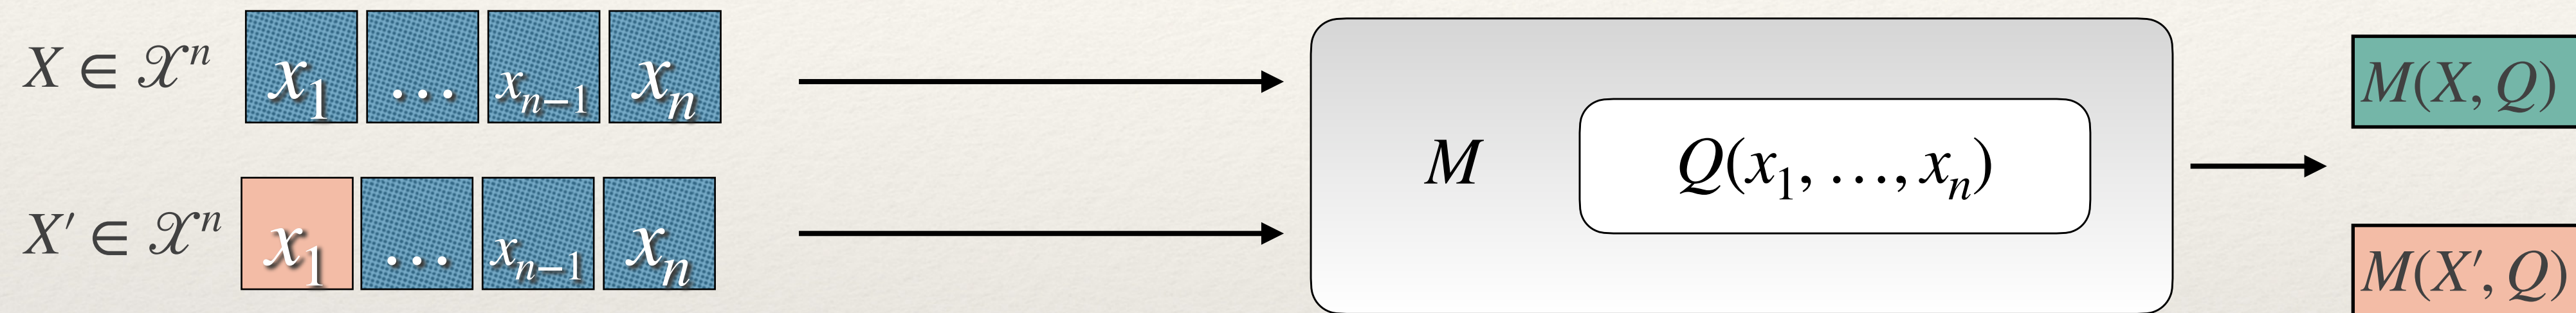 X ∈ 𝒳ⁿ x₁ … xₙ₋₁ xₙ
M Q(x₁, …, xₙ)
M(X, Q)
X′ ∈ 𝒳ⁿ x₁ … xₙ₋₁ xₙ
M(X′, Q)